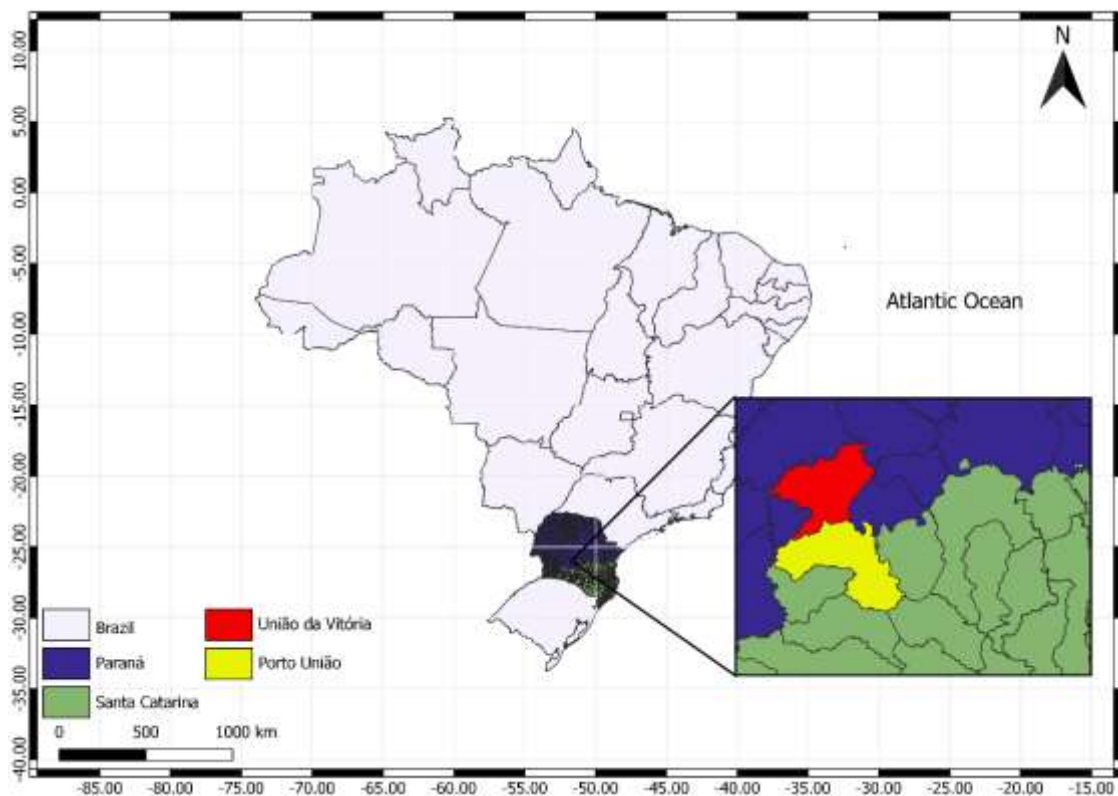 N
Atlantic Ocean
10.00
5.00
0.00
-5.00
-10.00
-15.00
-20.00
-25.00
-30.00
-35.00
-40.00
Brazil
União da Vitória
Paraná
Porto União
Santa Catarina
0 500 1000 km
-85.00 -80.00 -75.00 -70.00 -65.00 -60.00 -55.00 -50.00 -45.00 -40.00 -35.00 -30.00 -25.00 -20.00 -15.00